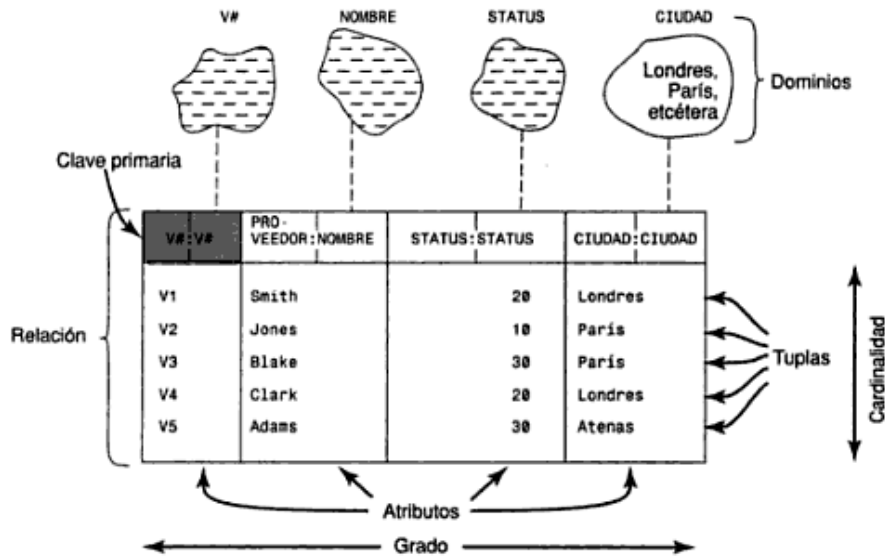 V# NOMBRE STATUS CIUDAD
Londres,
París,
etcétera
Dominios
Clave primaria
V#:V# PRO-
VEEDOR:NOMBRE STATUS:STATUS CIUDAD:CIUDAD
V1 Smith 20 Londres
V2 Jones 10 París
V3 Blake 30 París
V4 Clark 20 Londres
V5 Adams 30 Atenas
Relación
Tuplas
Cardinalidad
Atributos
Grado